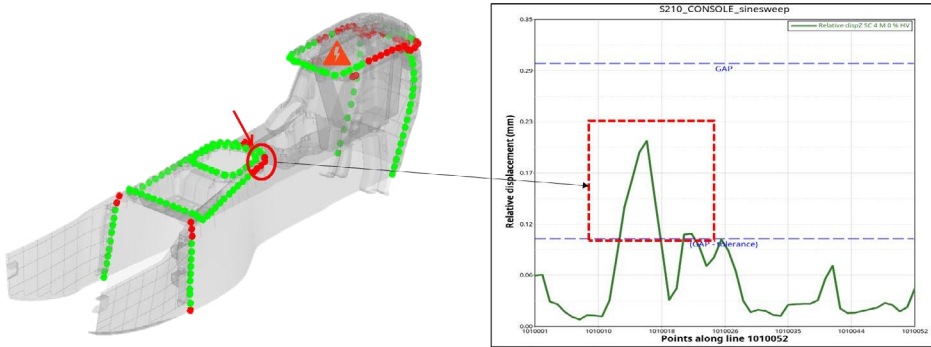 S210_CONSOLE_sinesweep
Relative dispZ SC 4 M 0 % HV
0.35
0.29
0.23
0.17
0.12
0.06
0.00
GAP
(GAP - tolerance)
Relative displacement (mm)
1010001
1010010
1010018
1010026
1010035
1010044
1010052
Points along line 1010052